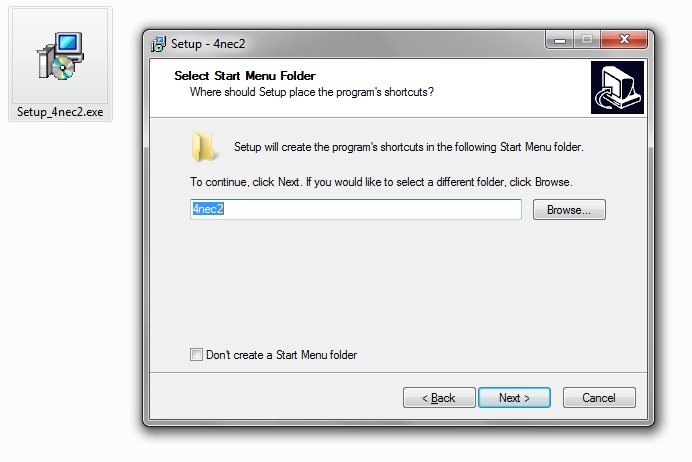 Setup_4nec2.exe
Setup - 4nec2
Select Start Menu Folder
Where should Setup place the program's shortcuts?
Setup will create the program's shortcuts in the following Start Menu folder.
To continue, click Next. If you would like to select a different folder, click Browse.
4nec2
Browse...
Don't create a Start Menu folder
< Back
Next >
Cancel